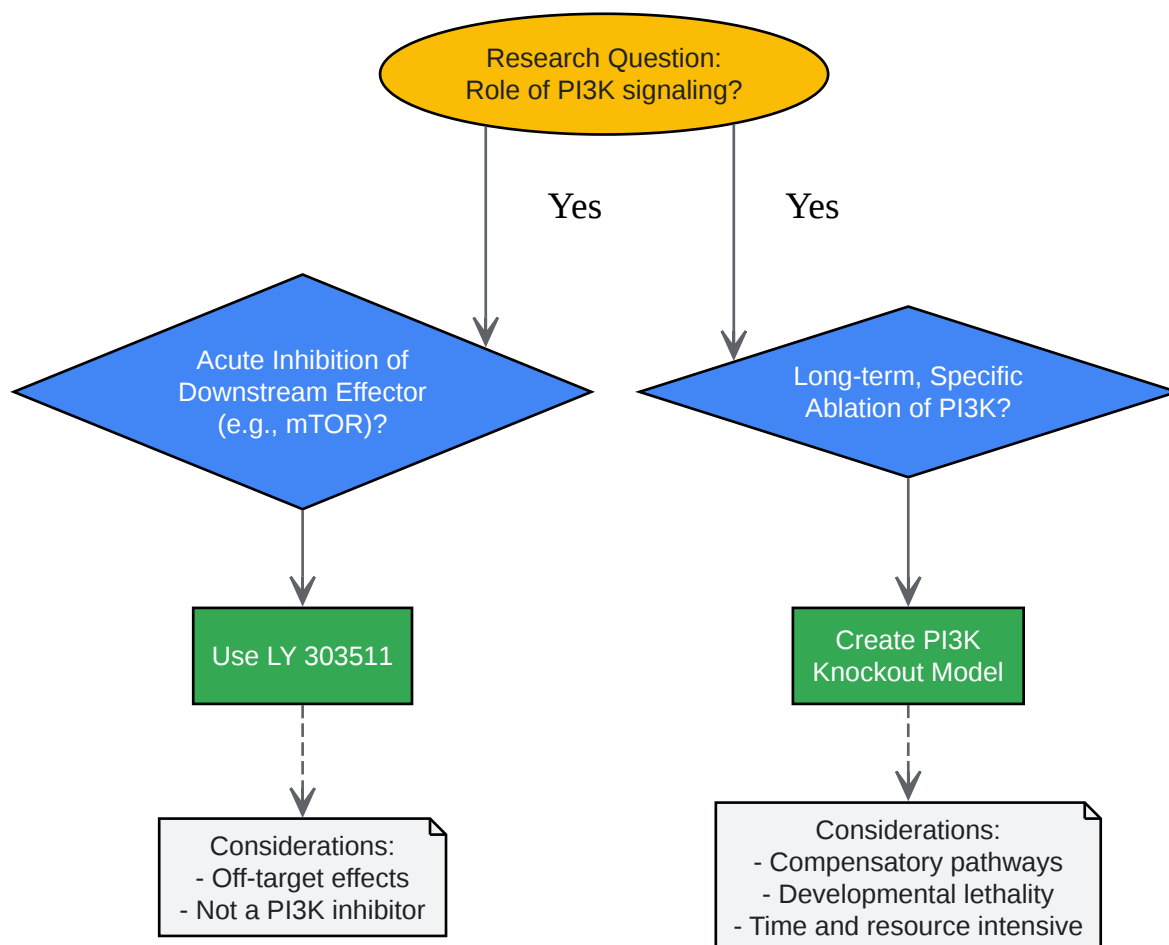 Research Question:
Role of PI3K signaling?
Yes
Yes
Acute Inhibition of
Downstream Effector
(e.g., mTOR)?
Long-term, Specific
Ablation of PI3K?
Use LY 303511
Create PI3K
Knockout Model
Considerations:
- Off-target effects
- Not a PI3K inhibitor
Considerations:
- Compensatory pathways
- Developmental lethality
- Time and resource intensive